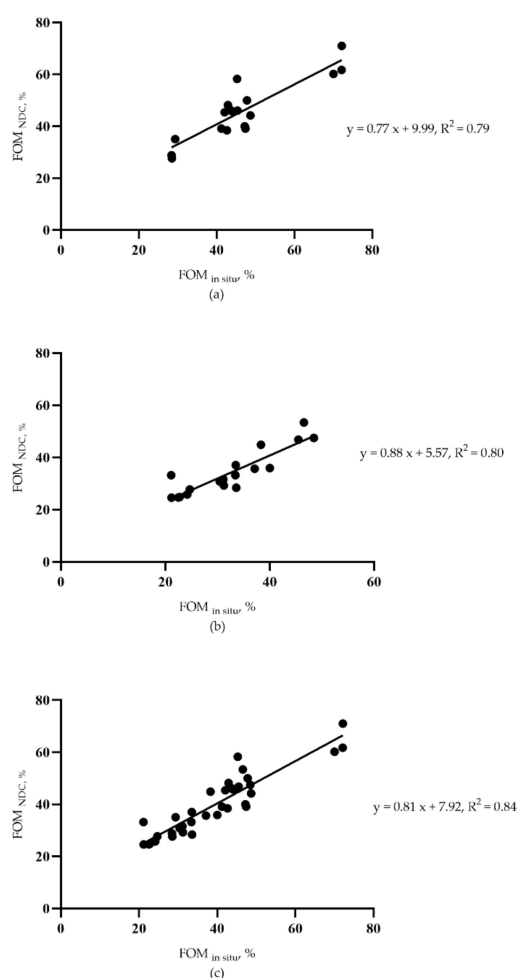 80
60
40
20
0
FOM NDC, %
y = 0.77 x + 9.99, R² = 0.79
0 20 40 60 80
FOM in situ, %
(a)
80
60
40
20
0
FOM NDC, %
y = 0.88 x + 5.57, R² = 0.80
0 20 40 60
FOM in situ, %
(b)
80
60
40
20
0
FOM NDC, %
y = 0.81 x + 7.92, R² = 0.84
0 20 40 60 80
FOM in situ, %
(c)